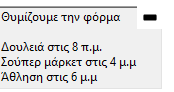 Θυμίζουμε την φόρμα
Δουλειά στις 8 π.μ.
Σούπερ μάρκετ στις 4 μ.μ
Άθληση στις 6 μ.μ